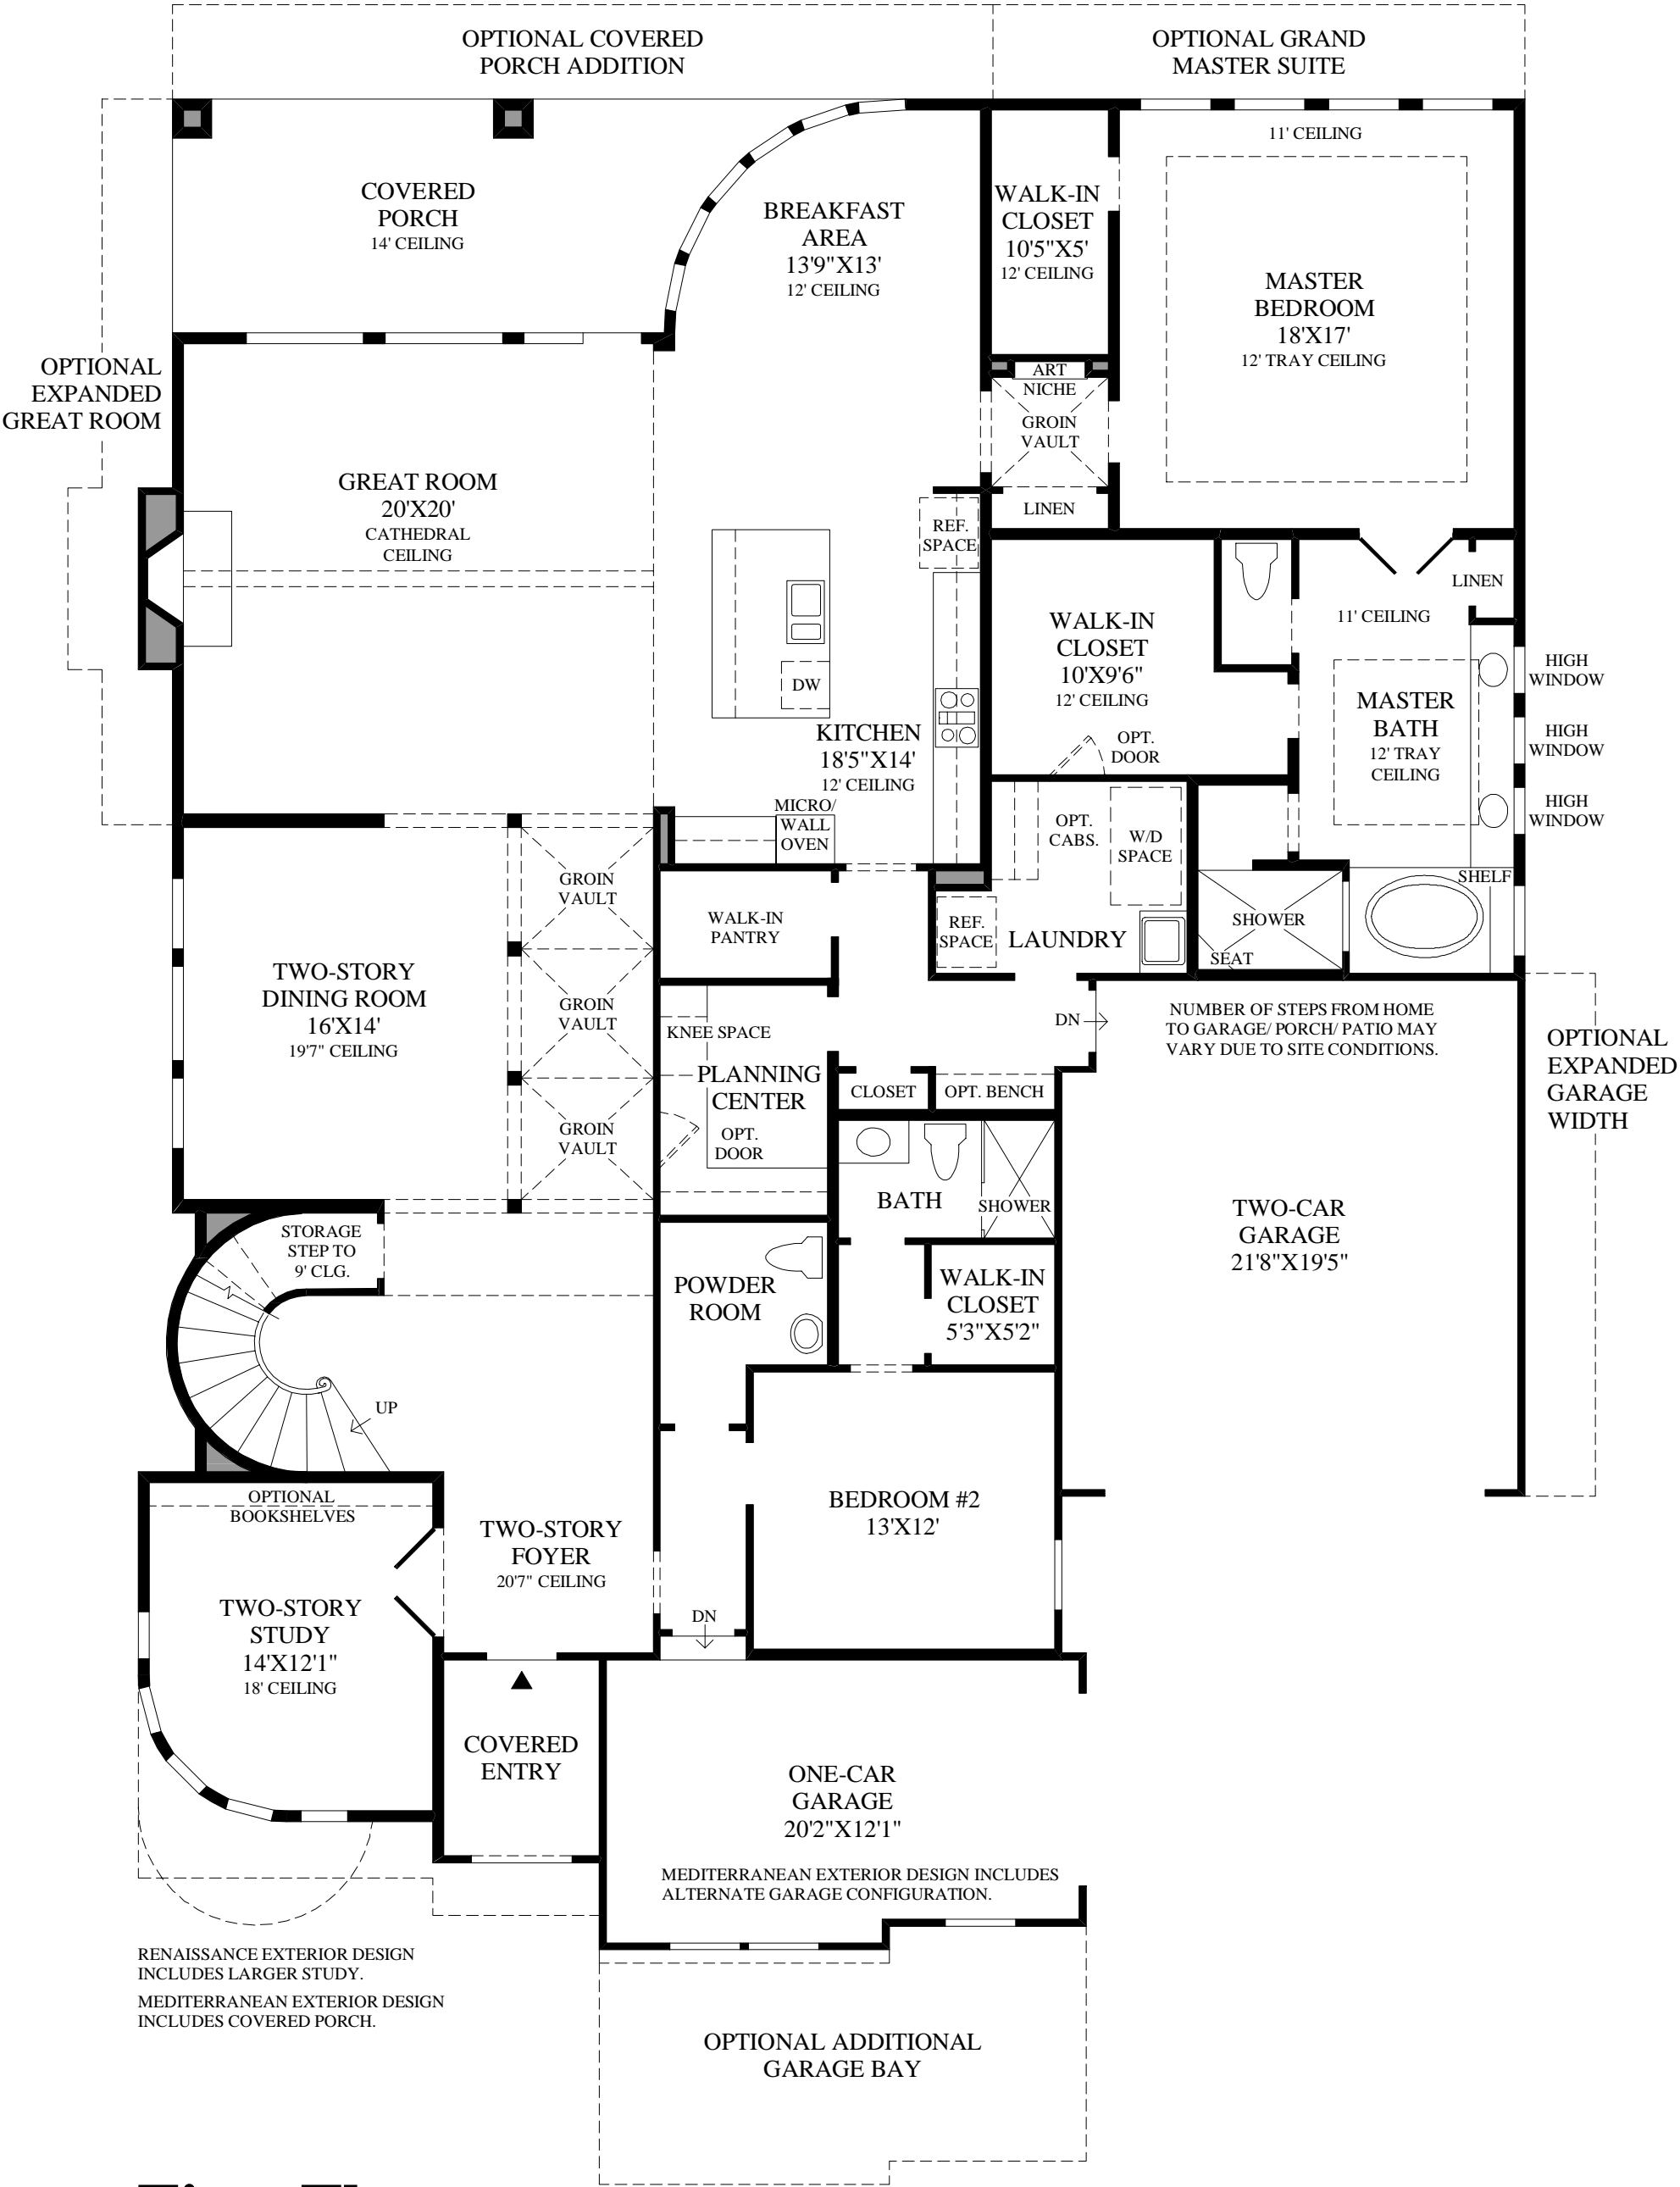 OPTIONAL COVERED
PORCH ADDITION
OPTIONAL GRAND
MASTER SUITE
11' CEILING
COVERED
PORCH
14' CEILING
BREAKFAST
AREA
13'9"X13'
12' CEILING
WALK-IN
CLOSET
10'5"X5'
12' CEILING
MASTER
BEDROOM
18'X17'
12' TRAY CEILING
OPTIONAL
EXPANDED
GREAT ROOM
ART
NICHE
GROIN
VAULT
LINEN
GREAT ROOM
20'X20'
CATHEDRAL
CEILING
REF.
SPACE
LINEN
11' CEILING
WALK-IN
CLOSET
10'X9'6"
12' CEILING
OPT.
DOOR
DW
KITCHEN
18'5"X14'
12' CEILING
MASTER
BATH
12' TRAY
CEILING
HIGH
WINDOW
HIGH
WINDOW
HIGH
WINDOW
MICRO/
WALL
OVEN
OPT.
CABS.
W/D
SPACE
GROIN
VAULT
WALK-IN
PANTRY
REF.
SPACE
LAUNDRY
SHOWER
SEAT
SHELF
TWO-STORY
DINING ROOM
16'X14'
19'7" CEILING
GROIN
VAULT
KNEE SPACE
PLANNING
CENTER
OPT.
DOOR
DN
NUMBER OF STEPS FROM HOME
TO GARAGE/ PORCH/ PATIO MAY
VARY DUE TO SITE CONDITIONS.
OPTIONAL
EXPANDED
GARAGE
WIDTH
CLOSET
OPT. BENCH
GROIN
VAULT
BATH
SHOWER
TWO-CAR
GARAGE
21'8"X19'5"
STORAGE
STEP TO
9' CLG.
POWDER
ROOM
WALK-IN
CLOSET
5'3"X5'2"
UP
OPTIONAL
BOOKSHELVES
TWO-STORY
FOYER
20'7" CEILING
BEDROOM #2
13'X12'
TWO-STORY
STUDY
14'X12'1"
18' CEILING
DN
COVERED
ENTRY
ONE-CAR
GARAGE
20'2"X12'1"
MEDITERRANEAN EXTERIOR DESIGN INCLUDES
ALTERNATE GARAGE CONFIGURATION.
RENAISSANCE EXTERIOR DESIGN
INCLUDES LARGER STUDY.
MEDITERRANEAN EXTERIOR DESIGN
INCLUDES COVERED PORCH.
OPTIONAL ADDITIONAL
GARAGE BAY